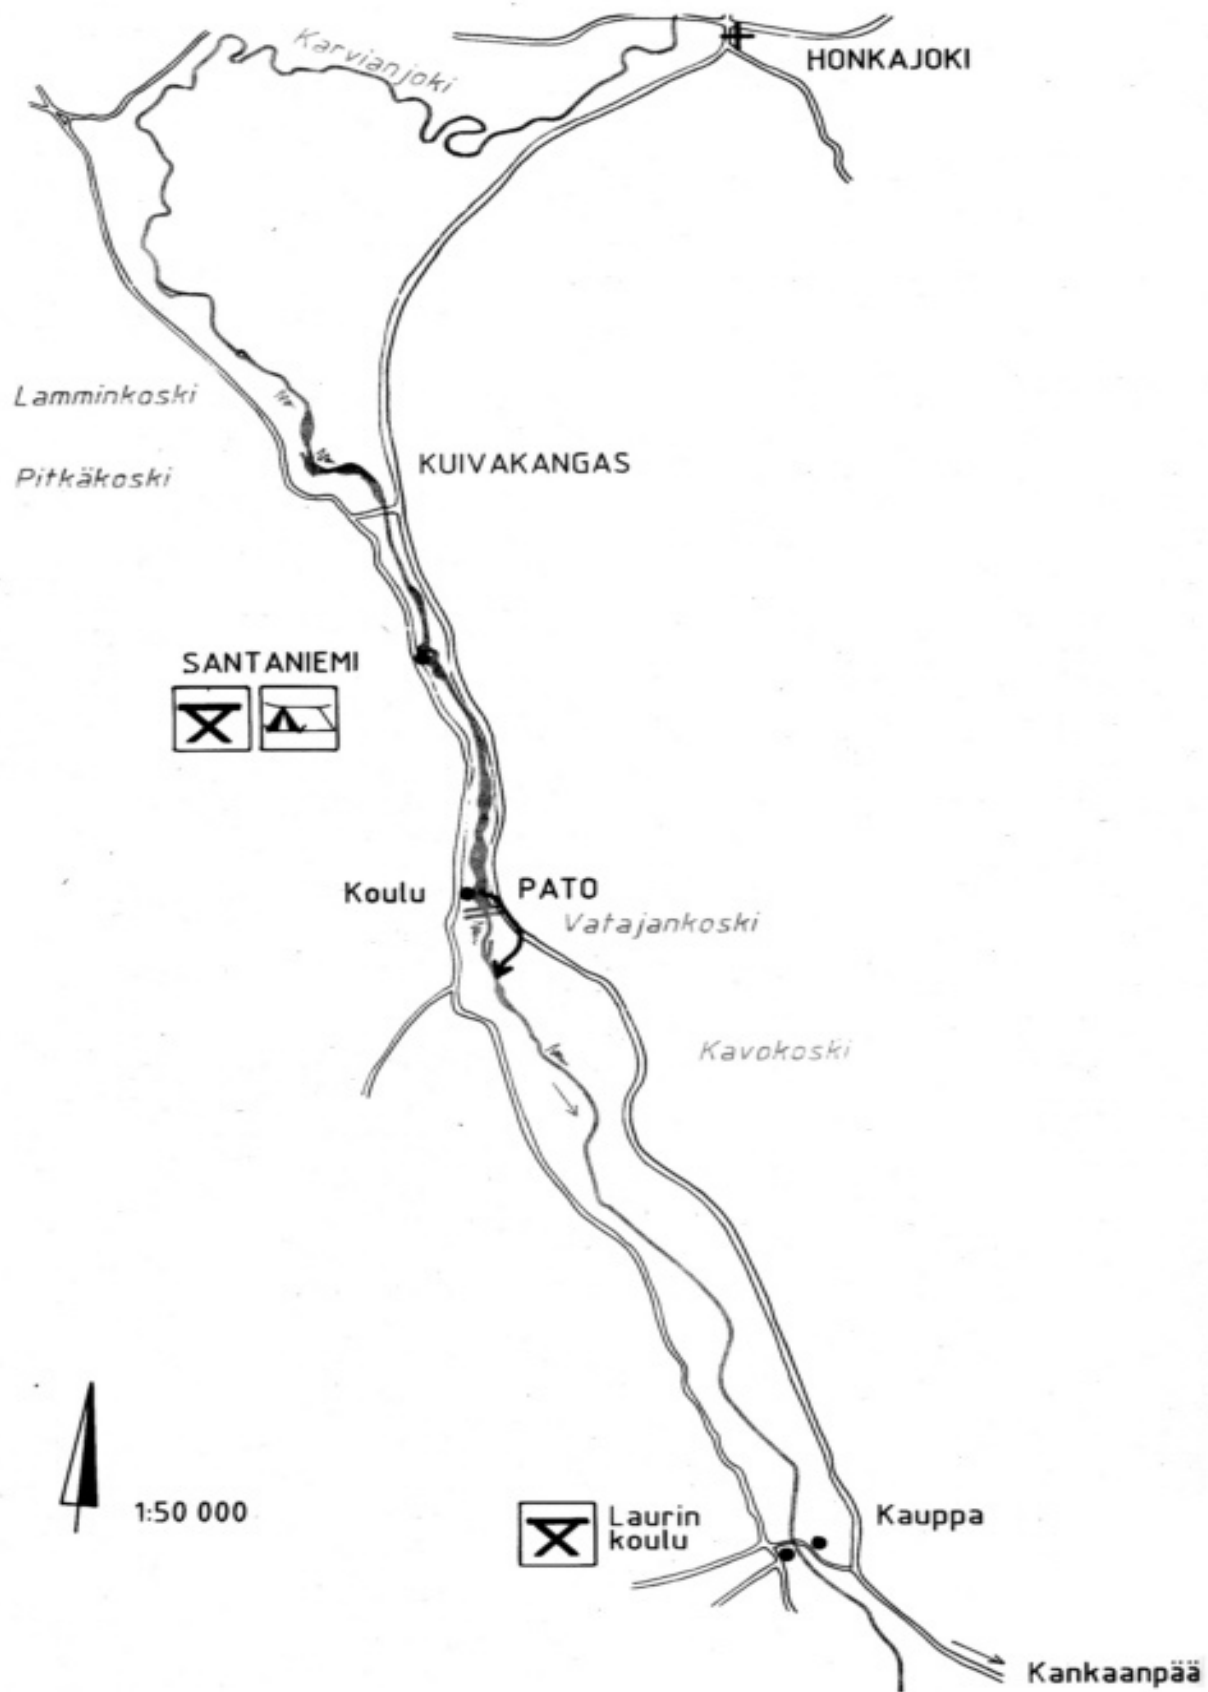 Karvianjoki
HONKAJOKI
Lamminkoski
Pitkäkoski
KUIVAKANGAS
SANTANIEMI
Koulu
PATO
Vatajankoski
Kavokoski
1:50 000
Laurin
koulu
Kauppa
Kankaanpää